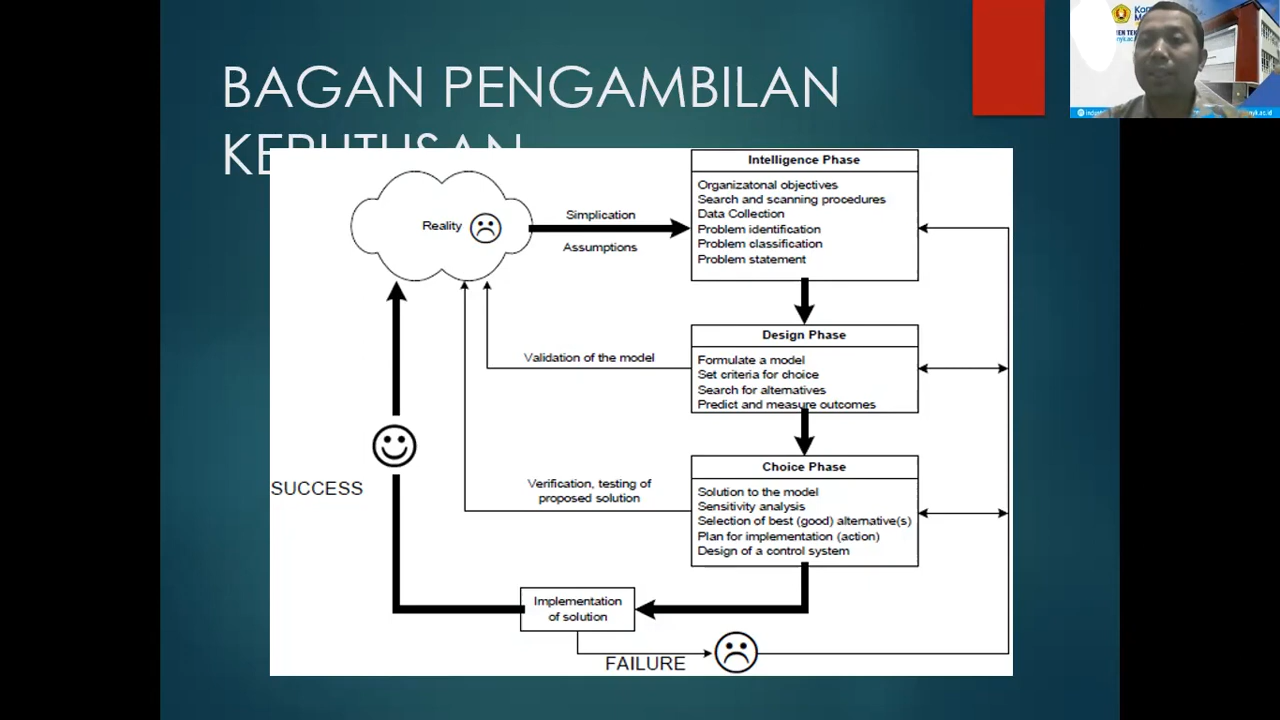 BAGAN PENGAMBILAN
KEPUTUSAN
Reality
Simplication
Assumptions
Intelligence Phase
Organizatonal objectives
Search and scanning procedures
Data Collection
Problem identification
Problem classification
Problem statement
Design Phase
Formulate a model
Set criteria for choice
Search for alternatives
Predict and measure outcomes
Validation of the model
Choice Phase
Solution to the model
Sensitivity analysis
Selection of best (good) alternative(s)
Plan for implementation (action)
Design of a control system
Verification, testing of
proposed solution
SUCCESS
Implementation
of solution
FAILURE